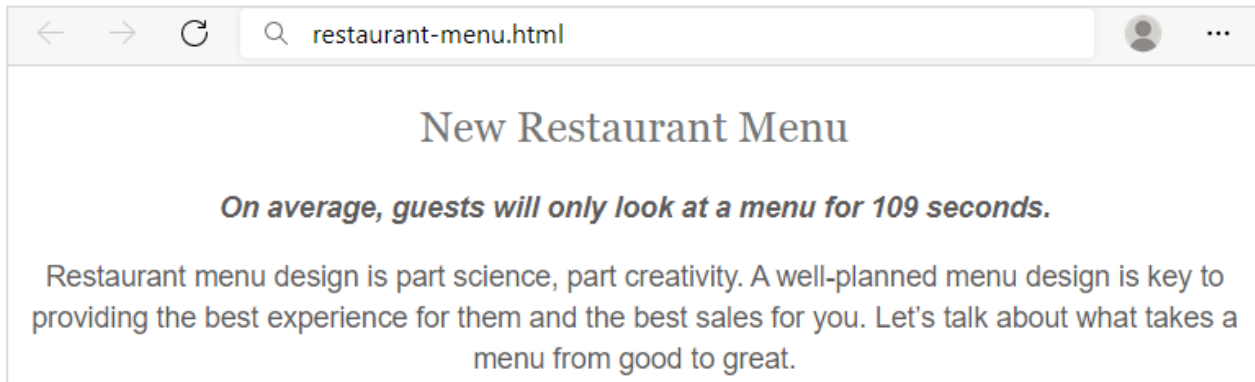 restaurant-menu.html
New Restaurant Menu
On average, guests will only look at a menu for 109 seconds.
Restaurant menu design is part science, part creativity. A well-planned menu design is key to
providing the best experience for them and the best sales for you. Let’s talk about what takes a
menu from good to great.